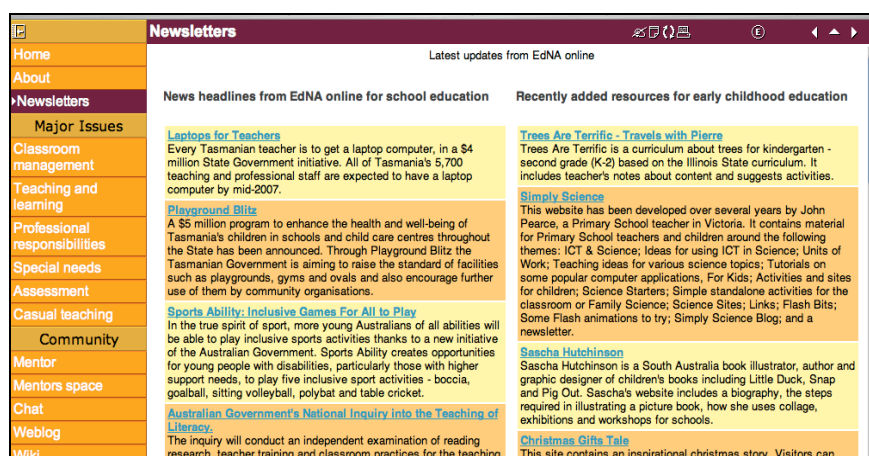 Newsletters
E
Home
About
Newsletters
Major Issues
Classroom
management
Teaching and
learning
Professional
responsibilities
Special needs
Assessment
Casual teaching
Community
Mentor
Mentors space
Chat
Weblog
Wiki
Latest updates from EdNA online
News headlines from EdNA online for school education
Laptops for Teachers
Every Tasmanian teacher is to get a laptop computer, in a $4
million State Government initiative. All of Tasmania's 5,700
teaching and professional staff are expected to have a laptop
computer by mid-2007.
Playground Blitz
A $5 million program to enhance the health and well-being of
Tasmania's children in schools and child care centres throughout
the State has been announced. Through Playground Blitz the
Tasmanian Government is aiming to raise the standard of facilities
such as playgrounds, gyms and ovals and also encourage further
use of them by community organisations.
Sports Ability: Inclusive Games For All to Play
In the true spirit of sport, more young Australians of all abilities will
be able to play inclusive sports activities thanks to a new initiative
of the Australian Government. Sports Ability creates opportunities
for young people with disabilities, particularly those with higher
support needs, to play five inclusive sport activities - boccia,
goalball, sitting volleyball, polybat and table cricket.
Australian Government's National Inquiry into the Teaching of
Literacy.
The inquiry will conduct an independent examination of reading
research, teacher training and classroom practices for the teaching
Recently added resources for early childhood education
Trees Are Terrific - Travels with Pierre
Trees Are Terrific is a curriculum about trees for kindergarten -
second grade (K-2) based on the Illinois State curriculum. It
includes teacher's notes about content and suggests activities.
Simply Science
This website has been developed over several years by John
Pearce, a Primary School teacher in Victoria. It contains material
for Primary School teachers and children around the following
themes: ICT & Science; Ideas for using ICT in Science; Units of
Work; Teaching ideas for various science topics; Tutorials on
some popular computer applications, For Kids; Activities and sites
for children; Science Starters; Simple standalone activities for the
classroom or Family Science; Science Sites; Links; Flash Bits;
Some Flash animations to try; Simply Science Blog; and a
newsletter.
Sascha Hutchinson
Sascha Hutchinson is a South Australia book illustrator, author and
graphic designer of children's books including Little Duck, Snap
and Pig Out. Sascha's website includes a biography, the steps
required in illustrating a picture book, how she uses collage,
exhibitions and workshops for schools.
Christmas Gifts Tale
This site contains an inspirational christmas story. Visitors can